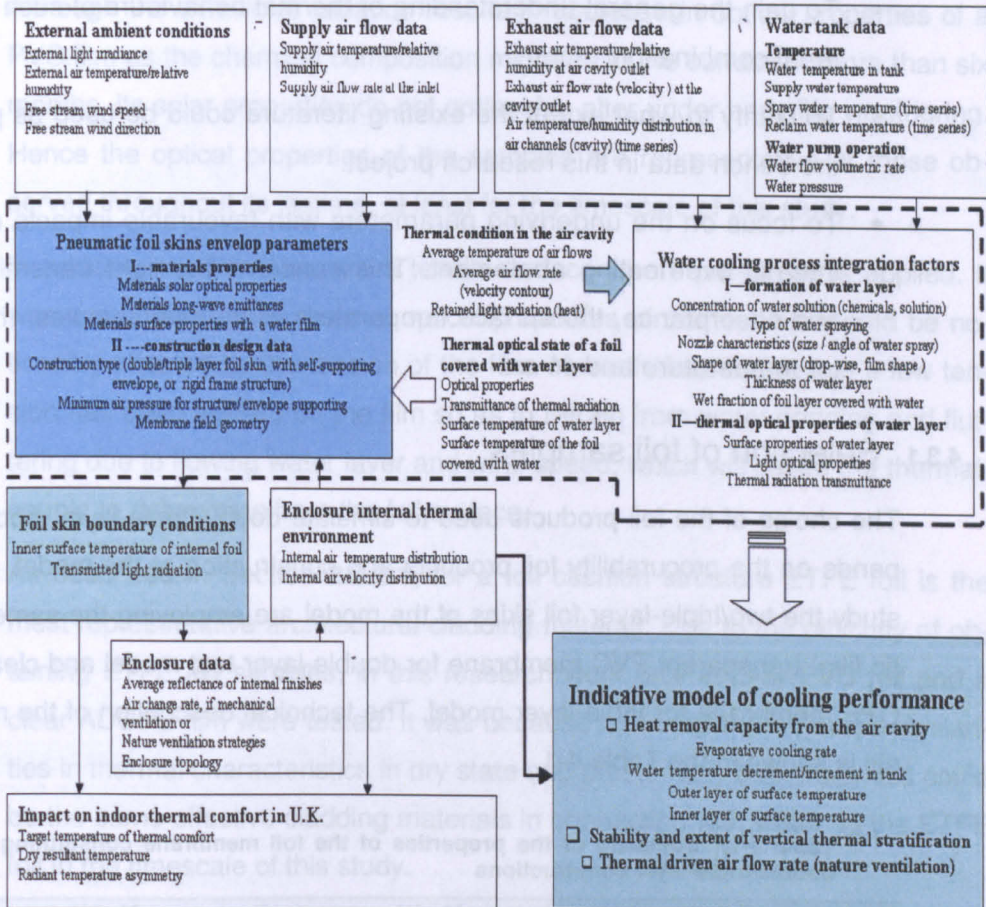 External ambient conditions
External light irradiance
External air temperature/relative
humidity
External wind speed
Free stream wind direction
Supply air flow data
Supply air flow temperature/relative
humidity
Supply air flow rate at the inlet
Exhaust air flow data
Exhaust air temperature/relative
humidity at air cavity outlet
Exhaust air flow rate (velocity ) at the
cavity outlet
Air temperature/humidity distribution in
air channels (cavity) (time series)
Water tank data
Temperature
Water temperature in tank
Supply water temperature
Spray water temperature (time series)
Reclaim water temperature (time series)
Water pump operation
Water flow volumetric rate
Water pressure
Pneumatic foil skins envelop parameters
I---materials properties
Materials solar optical properties
Materials long-wave emittances
Materials surface properties with a water film
II ----construction design data
Construction type (double/triple layer foil skin with self-supporting
envelope, or rigid frame structure)
Minimum air pressure for structure/ envelope supporting
Membrane field geometry
Thermal condition in the air cavity
Average temperature of air flows
Average air flow rate
(velocity contour)
Retained light radiation (heat)
Thermal optical state of a foil
covered with water layer
Optical properties
Transmittance of thermal radiation
Surface temperature of water layer
Surface temperature of the foil
covered with water
Water cooling process integration factors
I—formation of water layer
Concentration of water solution (chemicals, solution)
Type of water spraying
Nozzle characteristics (size / angle of water spray)
Shape of water layer (drop-wise, film shape )
Thickness of water layer
Wet fraction of foil layer covered with water
II—thermal optical properties of water layer
Surface properties of water layer
Light optical properties
Thermal radiation transmittance
Foil skin boundary conditions
Inner surface temperature of internal foil
Transmitted light radiations
Enclosure internal thermal
environment
Internal air temperature distribution
Internal air velocity distribution
Enclosure data
Average reflectance of internal finishes
Air change rate, if mechanical
ventilation on
Nature ventilation strategies
Enclosure topology
Impact on indoor thermal comfort in U.K.
Target temperature of thermal comfort
Dry resultant temperature
Radiant temperature asymmetry
Indicative model of cooling performance
❑ Heat removal capacity from the air cavity
Evaporative cooling rate
Water temperature decrement/increment in tank
Outer layer of surface temperature
Inner layer of surface temperature
❑ Stability and extent of vertical thermal stratification
❑ Thermal driven air flow rate (nature ventilation)